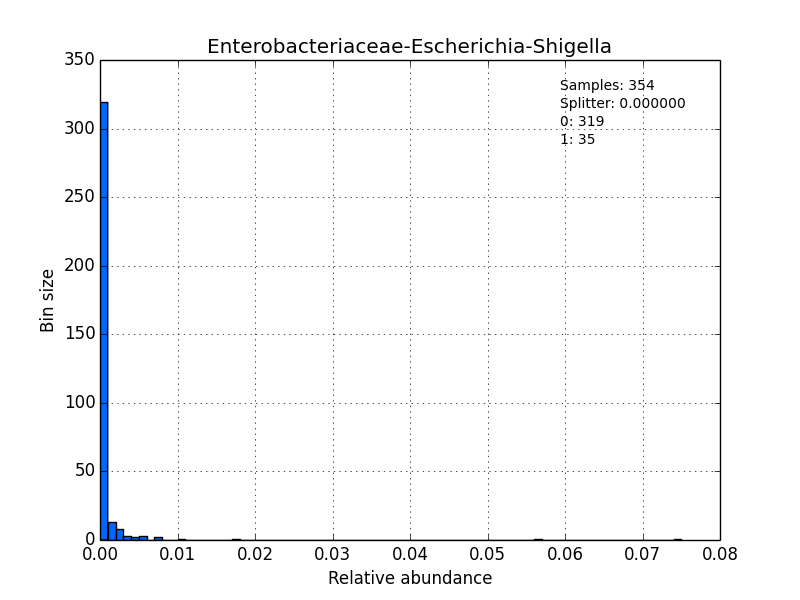 Enterobacteriaceae-Escherichia-Shigella
Samples: 354
Splitter: 0.000000
0: 319
1: 35
350
300
250
200
150
100
50
0
Bin size
0.00 0.01 0.02 0.03 0.04 0.05 0.06 0.07 0.08
Relative abundance